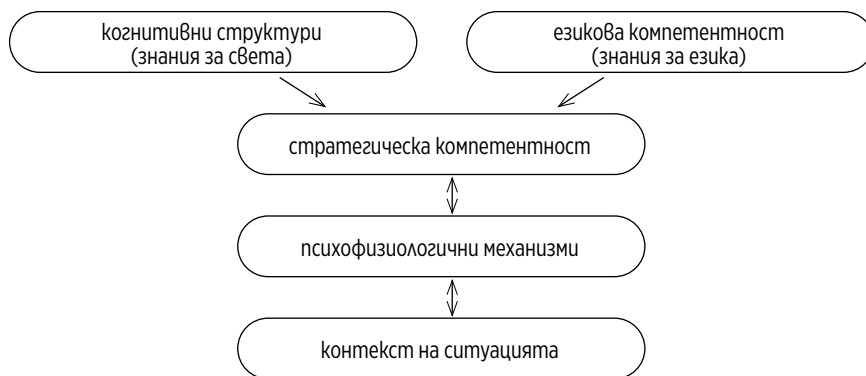 когнитивни структури
(знания за света)
езикова компетентност
(знания за езика)
стратегическа компетентност
психофизиологични механизми
контекст на ситуацията